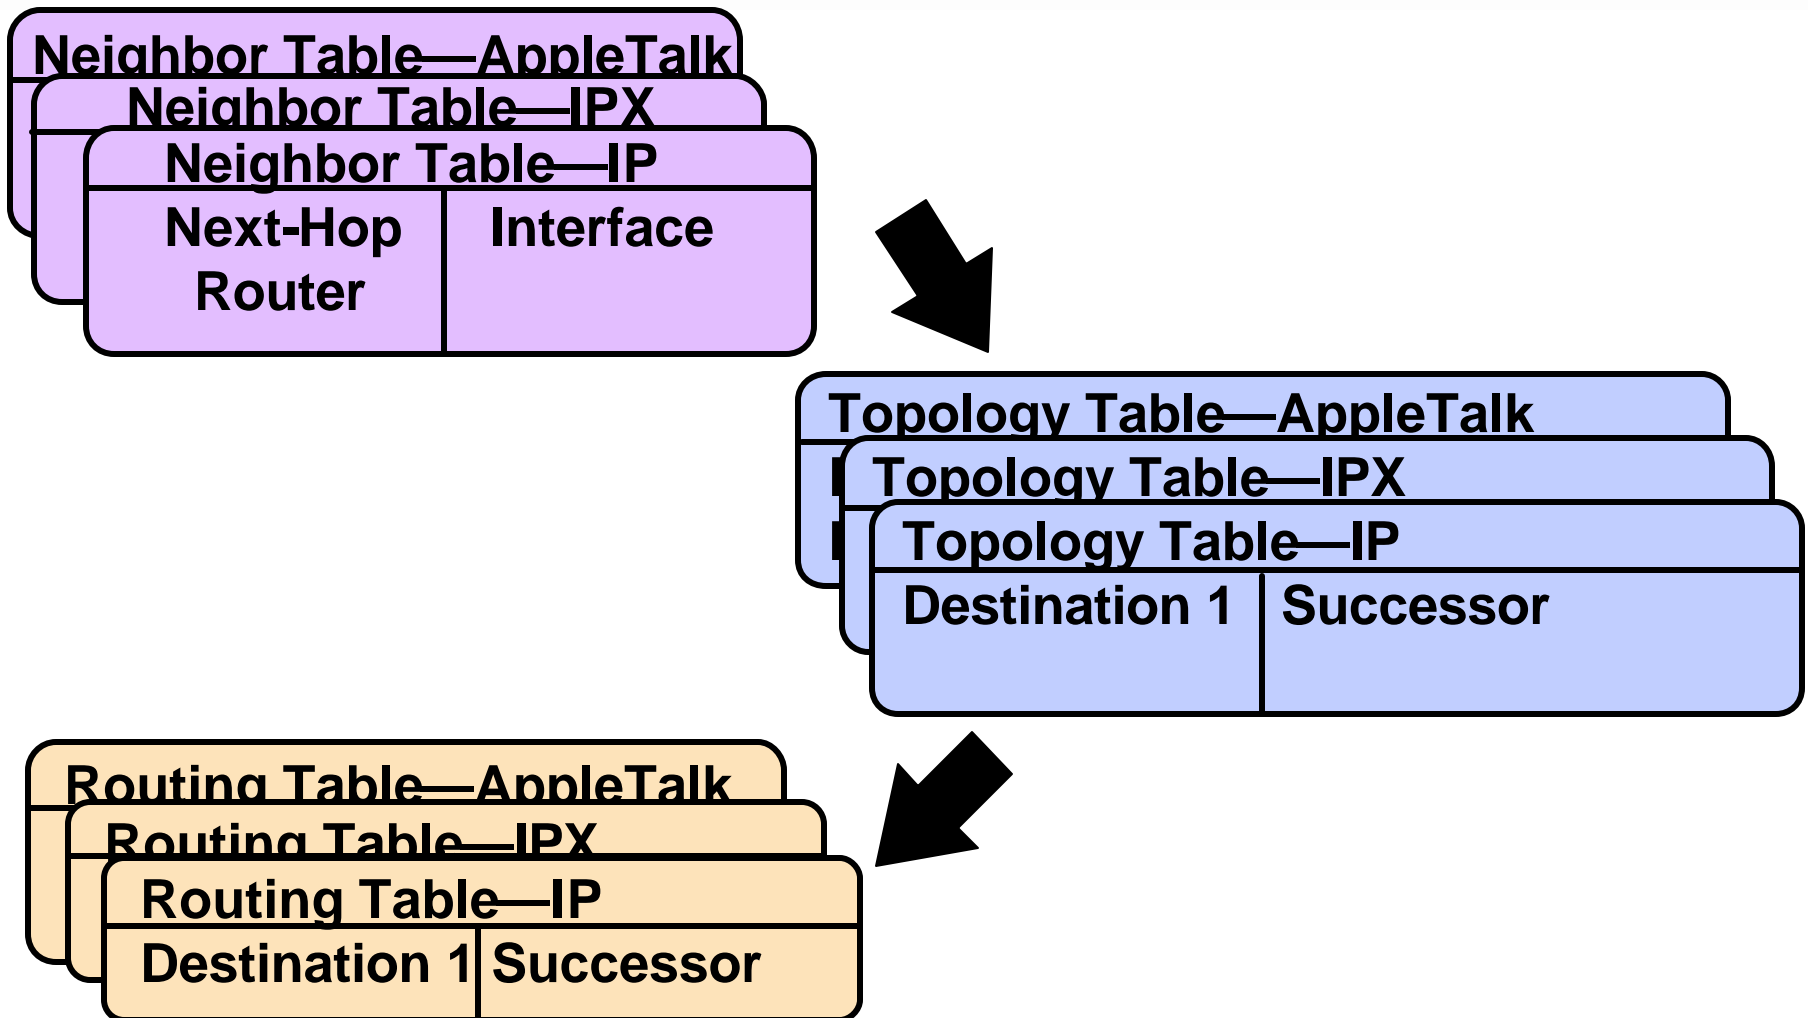 Neighbor Table—AppleTalk
Neighbor Table—IPX
Neighbor Table—IP
Next-Hop Interface
Router
Topology Table—AppleTalk
Topology Table—IPX
Topology Table—IP
Destination 1 Successor
Routing Table—AppleTalk
Routing Table—IPX
Routing Table—IP
Destination 1 Successor